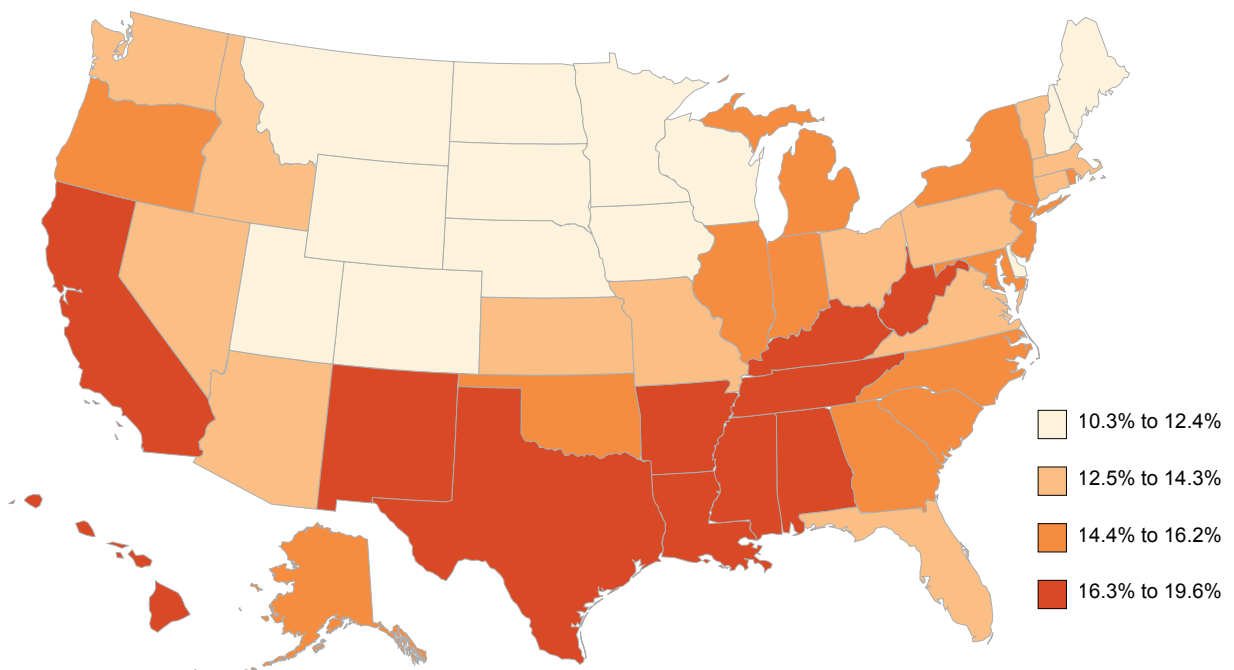 10.3% to 12.4%
12.5% to 14.3%
14.4% to 16.2%
16.3% to 19.6%